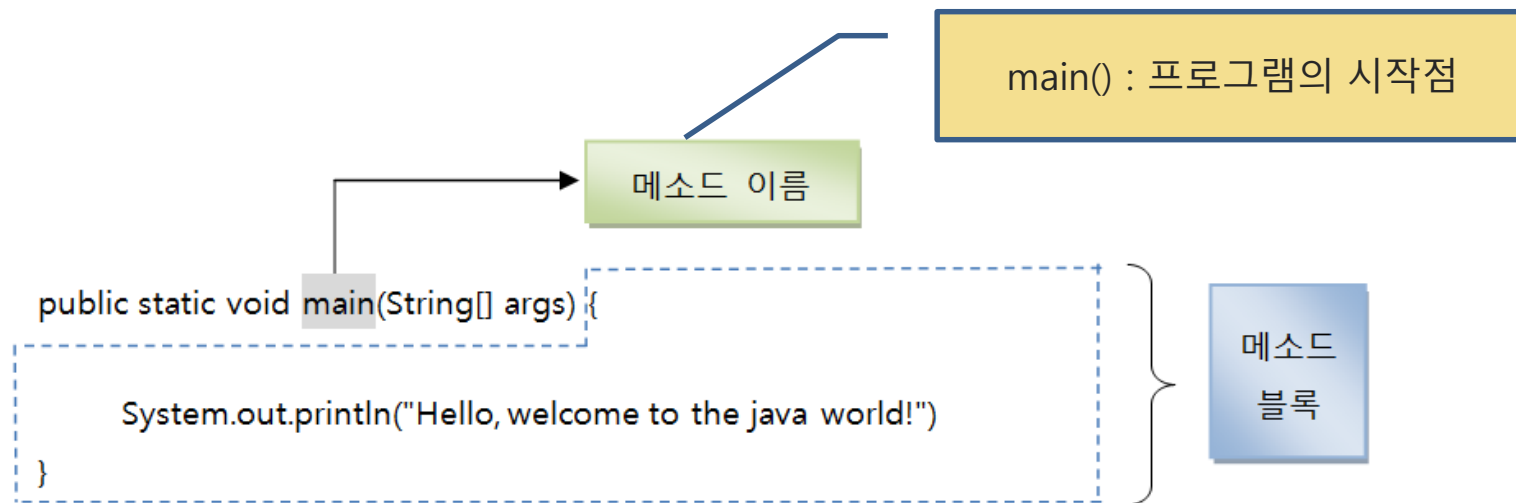 main() : 프로그램의 시작점
메소드 이름
public static void main(String[] args) {
메소드
블록
System.out.println("Hello, welcome to the java world!")
}